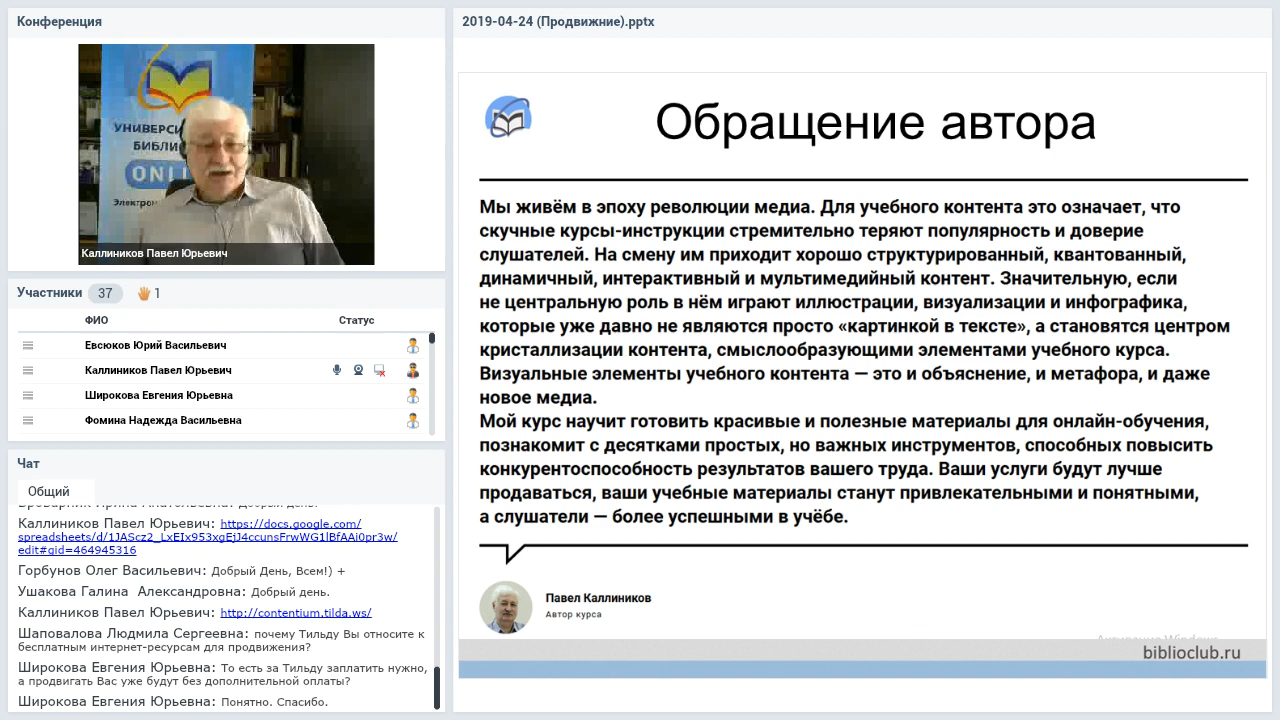 Конференция
УНИВЕРСИ
БИБЛИ
ONLI
Электрон
Каллиников Павел Юрьевич
Участники 37 1
ФИО Статус
Евсюков Юрий Васильевич
Каллиников Павел Юрьевич
Широкова Евгения Юрьевна
Фомина Надежда Васильевна
Чат
Общий
Каллиников Павел Юрьевич: https://docs.google.com/
spreadsheets/d/1JAScz2_LxEIx953xgEjJ4ccunsFrwWG1lBfAAi0pr3w/
edit#gid=464945316
Горбунов Олег Васильевич: Добрый День, Всем!) +
Ушакова Галина Александровна: Добрый день.
Каллиников Павел Юрьевич: http://contentium.tilda.ws/
Шаповалова Людмила Сергеевна: почему Тильду Вы относите к
бесплатным интернет-ресурсам для продвижения?
Широкова Евгения Юрьевна: То есть за Тильду заплатить нужно,
а продвигать Вас уже будут без дополнительной оплаты?
Широкова Евгения Юрьевна: Понятно. Спасибо.
2019-04-24 (Продвижние).pptx
Обращение автора
Мы живём в эпоху революции медиа. Для учебного контента это означает, что
скучные курсы-инструкции стремительно теряют популярность и доверие
слушателей. На смену им приходит хорошо структурированный, квантованный,
динамичный, интерактивный и мультимедийный контент. Значительную, если
не центральную роль в нём играют иллюстрации, визуализации и инфографика,
которые уже давно не являются просто «картинкой в тексте», а становятся центром
кристаллизации контента, смыслообразующими элементами учебного курса.
Визуальные элементы учебного контента — это и объяснение, и метафора, и даже
новое медиа.
Мой курс научит готовить красивые и полезные материалы для онлайн-обучения,
познакомит с десятками простых, но важных инструментов, способных повысить
конкурентоспособность результатов вашего труда. Ваши услуги будут лучше
продаваться, ваши учебные материалы станут привлекательными и понятными,
а слушатели — более успешными в учёбе.
Павел Каллиников
Автор курса
biblioclub.ru